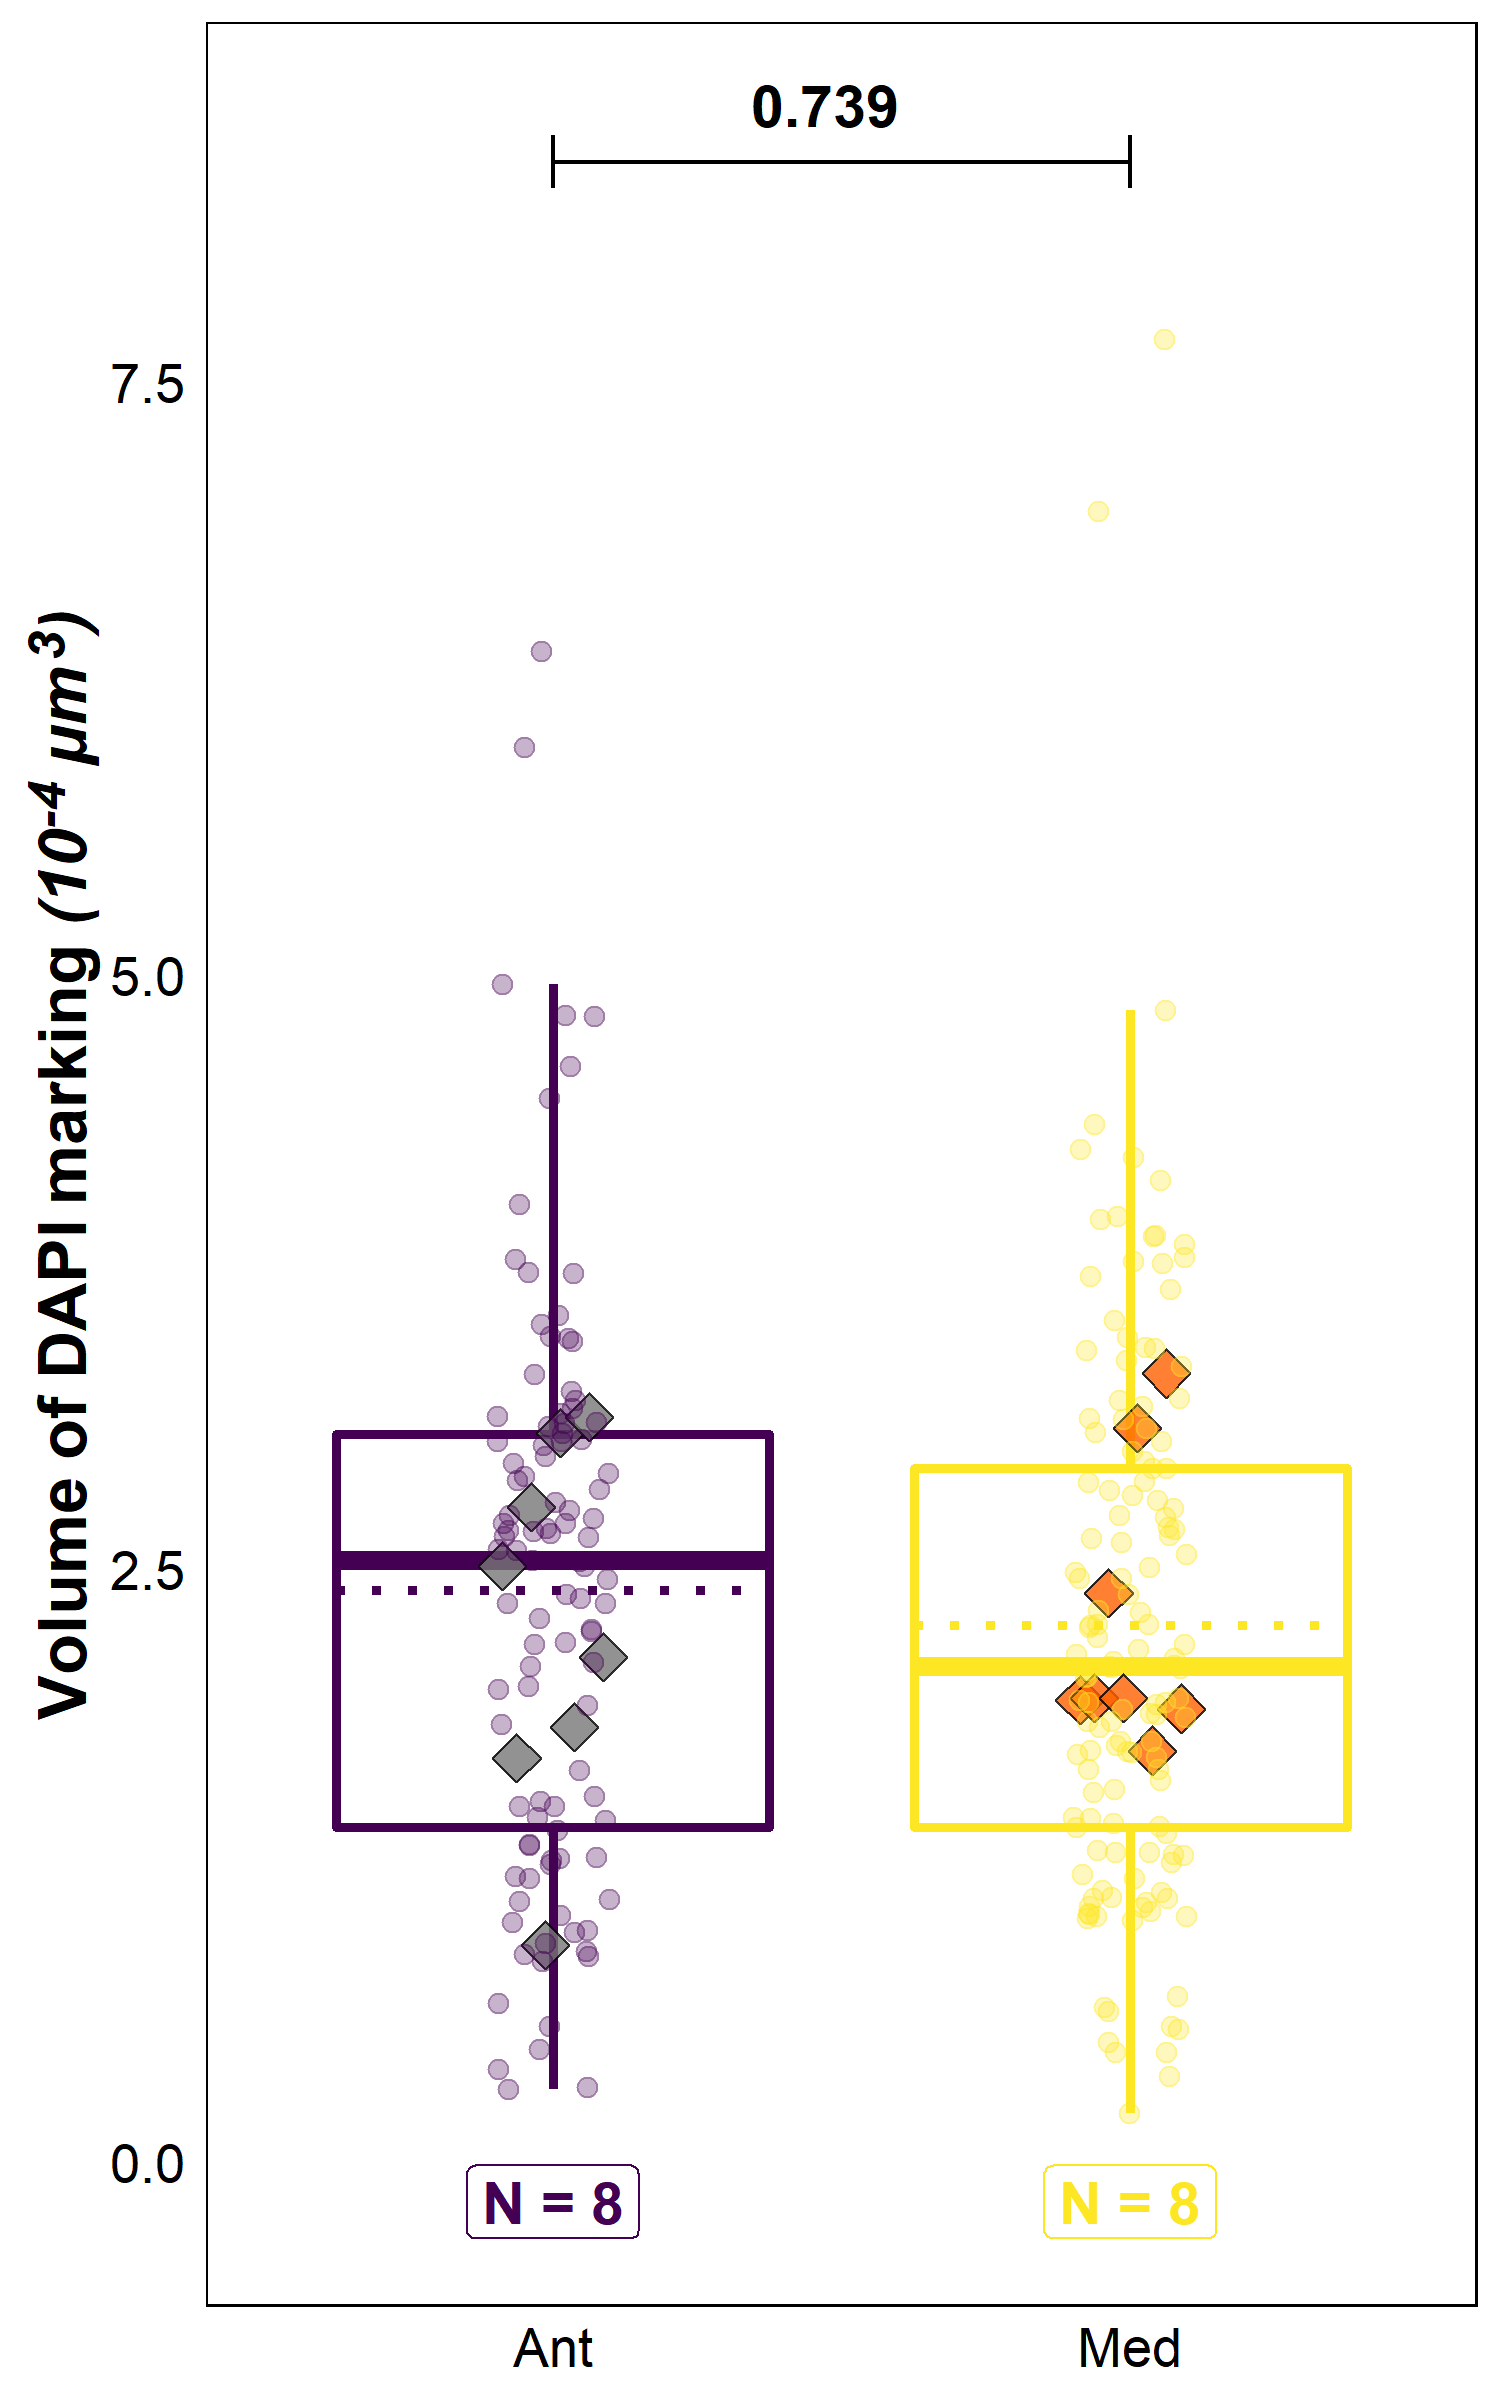 0.739
7.5
5.0
2.5
0.0
Volume of DAPI marking (10⁻⁴ µm³)
N = 8
N = 8
Ant
Med